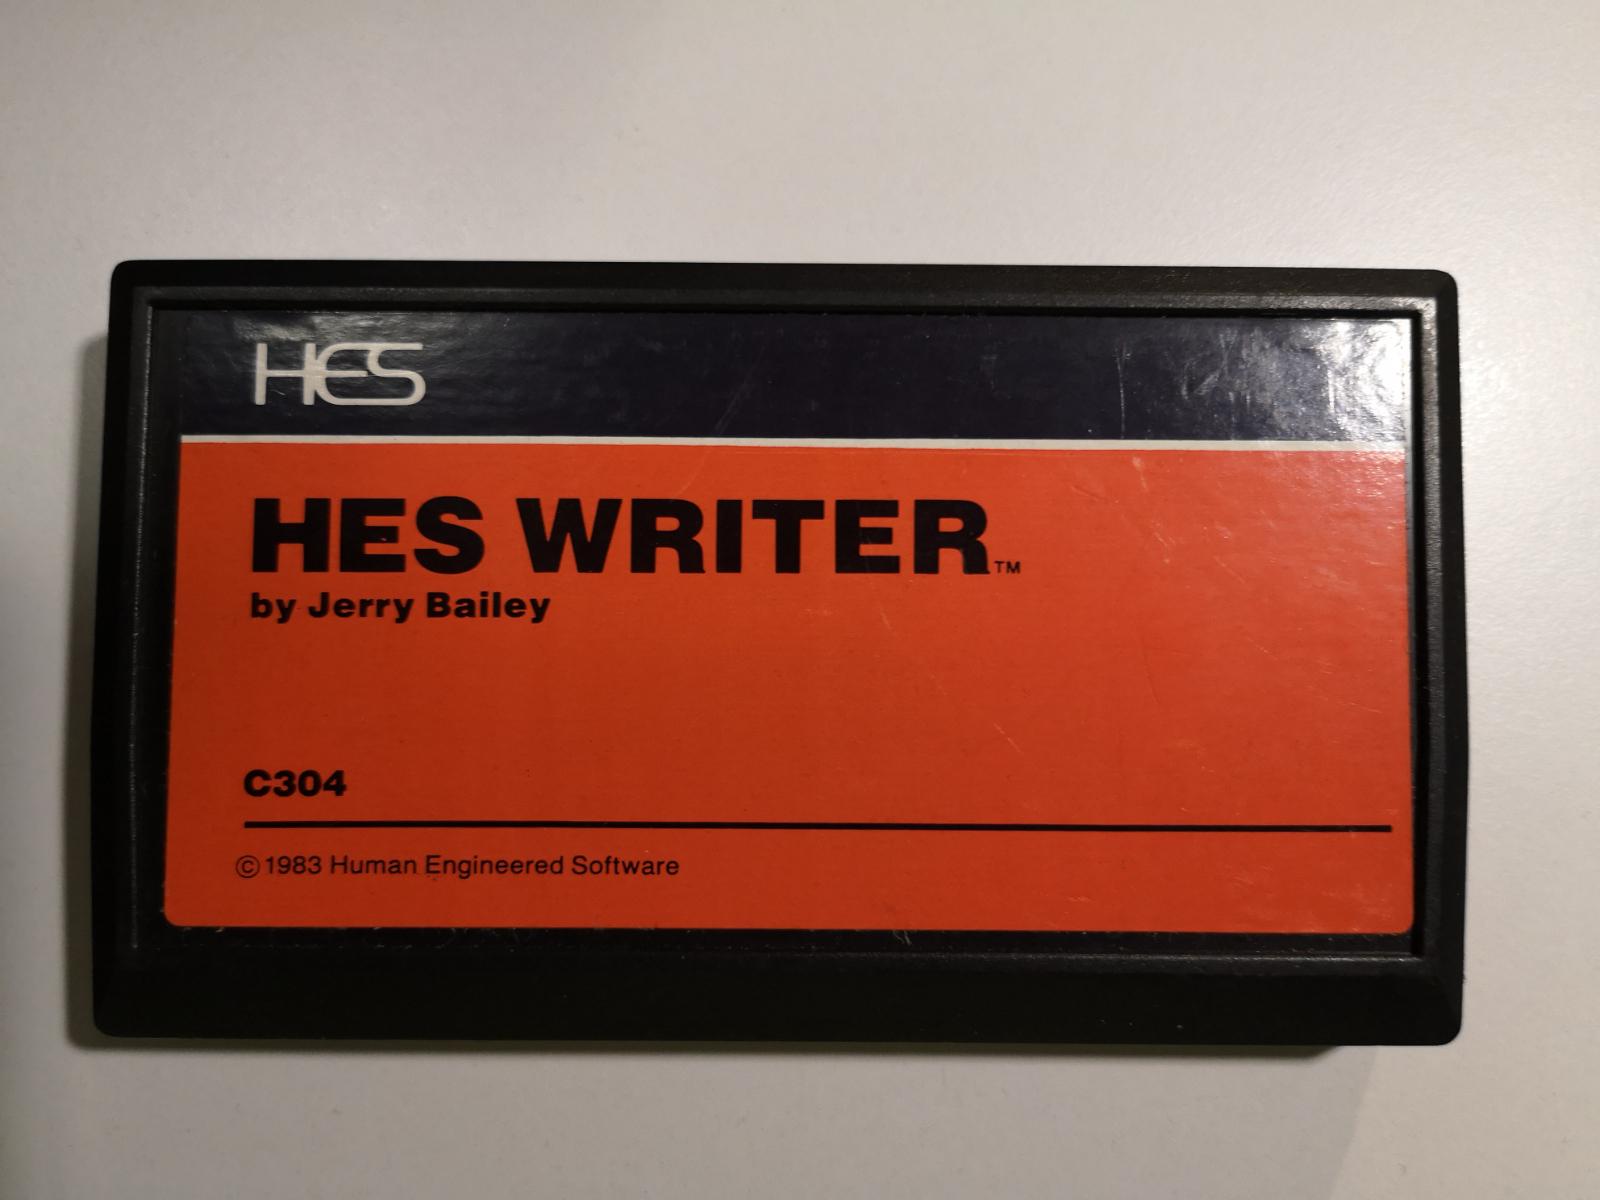 HES
HES WRITER™
by Jerry Bailey
C304
© 1983 Human Engineered Software